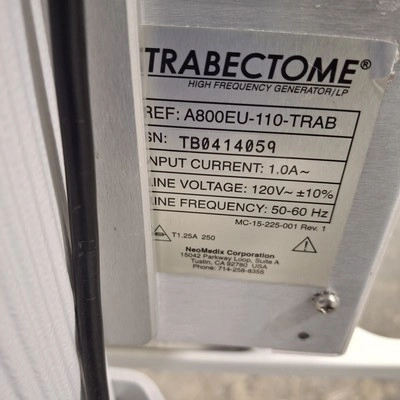 TRABECTOME®
HIGH FREQUENCY GENERATOR/LP
REF: A800EU-110-TRAB
SN: TB0414059
INPUT CURRENT: 1.0A~
LINE VOLTAGE: 120V~ ±10%
LINE FREQUENCY: 50-60 Hz
MC-15-225-001 Rev. 1
T1.25A 250
NeoMedix Corporation
15042 Parkway Loop, Suite A
Tustin, CA 92780 USA
Phone: 714-258-8355